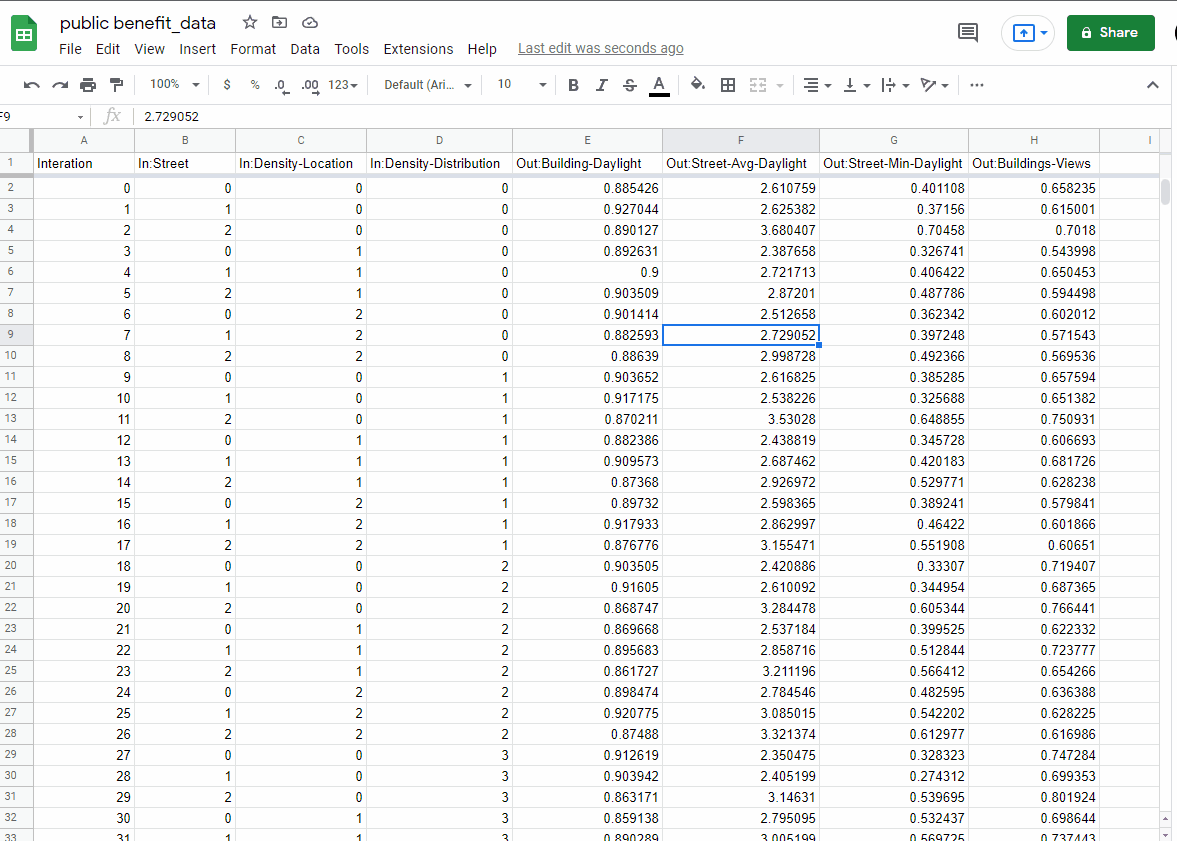 public benefit_data
File Edit View Insert Format Data Tools Extensions Help Last edit was seconds ago
Share
100% $ % .0 .00 123 Default (Ari... 10 B I S A
F9 fx 2.729052
A B C D E F G H I
1 Interation In:Street In:Density-Location In:Density-Distribution Out:Building-Daylight Out:Street-Avg-Daylight Out:Street-Min-Daylight Out:Buildings-Views
2 0 0 0 0 0.885426 2.610759 0.401108 0.658235
3 1 1 0 0 0.927044 2.625382 0.37156 0.615001
4 2 2 0 0 0.890127 3.680407 0.70458 0.7018
5 3 0 1 0 0.892631 2.387658 0.326741 0.543998
6 4 1 1 0 0.9 2.721713 0.406422 0.650453
7 5 2 1 0 0.903509 2.87201 0.487786 0.594498
8 6 0 2 0 0.901414 2.512658 0.362342 0.602012
9 7 1 2 0 0.882593 2.729052 0.397248 0.571543
10 8 2 2 0 0.88639 2.998728 0.492366 0.569536
11 9 0 0 1 0.903652 2.616825 0.385285 0.657594
12 10 1 0 1 0.917175 2.538226 0.325688 0.651382
13 11 2 0 1 0.870211 3.53028 0.648855 0.750931
14 12 0 1 1 0.882386 2.438819 0.345728 0.606693
15 13 1 1 1 0.909573 2.687462 0.420183 0.681726
16 14 2 1 1 0.87368 2.926972 0.529771 0.628238
17 15 0 2 1 0.89732 2.598365 0.389241 0.579841
18 16 1 2 1 0.917933 2.862997 0.46422 0.601866
19 17 2 2 1 0.876776 3.155471 0.551908 0.60651
20 18 0 0 2 0.903505 2.420886 0.33307 0.719407
21 19 1 0 2 0.91605 2.610092 0.344954 0.687365
22 20 2 0 2 0.868747 3.284478 0.605344 0.766441
23 21 0 1 2 0.869668 2.537184 0.399525 0.622332
24 22 1 1 2 0.895683 2.858716 0.512844 0.723777
25 23 2 1 2 0.861727 3.211196 0.566412 0.654266
26 24 0 2 2 0.898474 2.784546 0.482595 0.636388
27 25 1 2 2 0.920775 3.085015 0.542202 0.628225
28 26 2 2 2 0.87488 3.321374 0.612977 0.616986
29 27 0 0 3 0.912619 2.350475 0.328323 0.747284
30 28 1 0 3 0.903942 2.405199 0.274312 0.699353
31 29 2 0 3 0.863171 3.14631 0.539695 0.801924
32 30 0 1 3 0.859138 2.795095 0.532437 0.698644
33 31 1 1 3 0.890289 3.005199 0.569725 0.737443